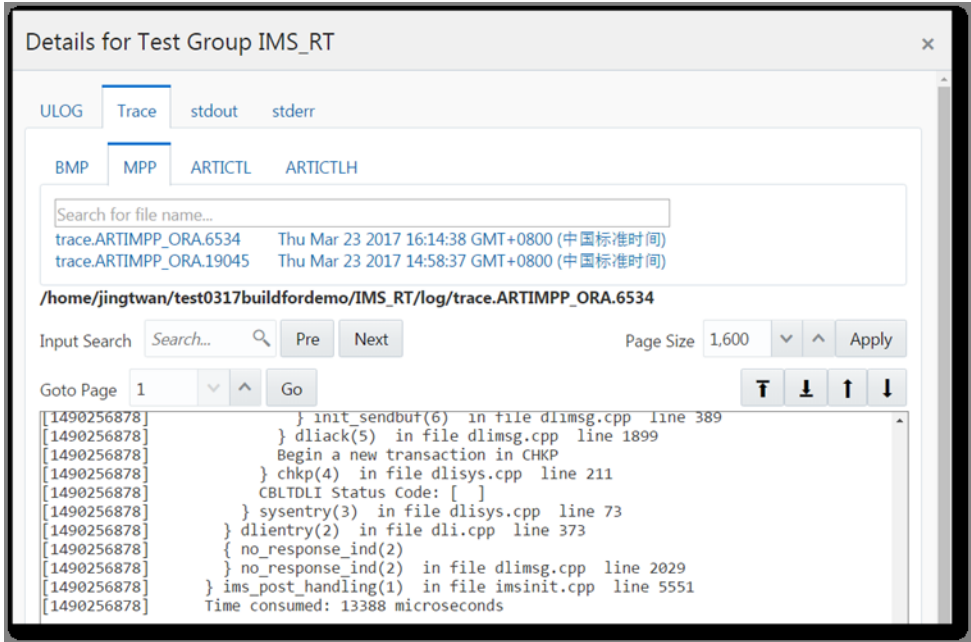 Details for Test Group IMS_RT ×
ULOG Trace stdout stderr
BMP MPP ARTICTL ARTICTLH
Search for file name...
trace.ARTIMPP_ORA.6534 Thu Mar 23 2017 16:14:38 GMT+0800 (中国标准时间)
trace.ARTIMPP_ORA.19045 Thu Mar 23 2017 14:58:37 GMT+0800 (中国标准时间)
/home/jingtwan/test0317buildfordemo/IMS_RT/log/trace.ARTIMPP_ORA.6534
Input Search Search... Pre Next Page Size 1,600 Apply
Goto Page 1 Go
[1490256878] } init_sendbuf(6) in file dlimsg.cpp line 389
[1490256878] } dliack(5) in file dlimsg.cpp line 1899
[1490256878] Begin a new transaction in CHKP
[1490256878] } chkp(4) in file dlisys.cpp line 211
[1490256878] CBLTDLI Status Code: [ ]
[1490256878] } sysentry(3) in file dlisys.cpp line 73
[1490256878] } dlientry(2) in file dli.cpp line 373
[1490256878] { no_response_ind(2)
[1490256878] } no_response_ind(2) in file dlimsg.cpp line 2029
[1490256878] } ims_post_handling(1) in file imsinit.cpp line 5551
[1490256878] Time consumed: 13388 microseconds